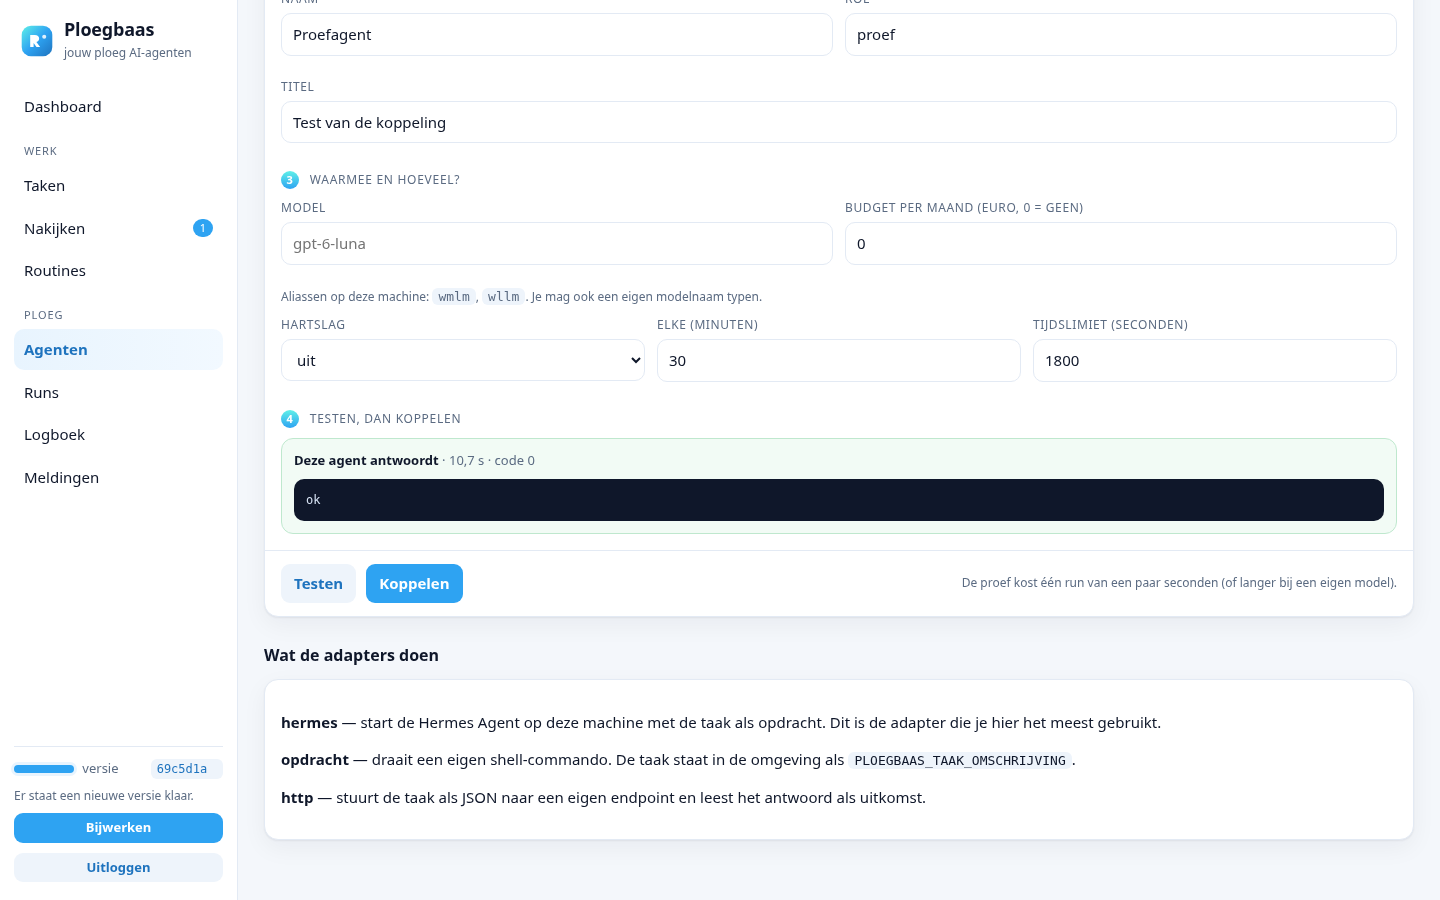 Ploegbaas
jouw ploeg AI-agenten
Dashboard
WERK
Taken
Nakijken 1
Routines
PLOEG
Agenten
Runs
Logboek
Meldingen
versie 69c5d1a
Er staat een nieuwe versie klaar.
Bijwerken
Uitloggen
NAAM ROL
Proefagent proef
TITEL
Test van de koppeling
3 WAARMEE EN HOEVEEL?
MODEL BUDGET PER MAAND (EURO, 0 = GEEN)
gpt-6-luna 0
Aliassen op deze machine: wmlm, wllm. Je mag ook een eigen modelnaam typen.
HARTSLAG ELKE (MINUTEN) TIJDSLIMIET (SECONDEN)
uit 30 1800
4 TESTEN, DAN KOPPELEN
Deze agent antwoordt · 10,7 s · code 0
ok
Testen Koppelen De proef kost één run van een paar seconden (of langer bij een eigen model).
Wat de adapters doen
hermes — start de Hermes Agent op deze machine met de taak als opdracht. Dit is de adapter die je hier het meest gebruikt.
opdracht — draait een eigen shell-commando. De taak staat in de omgeving als PLOEGBAAS_TAAK_OMSCHRIJVING.
http — stuurt de taak als JSON naar een eigen endpoint en leest het antwoord als uitkomst.